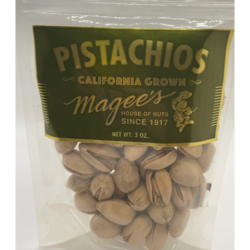 PISTACHIOS
CALIFORNIA GROWN
Magee's
HOUSE OF NUTS
SINCE 1917
NET WT. 3 OZ.